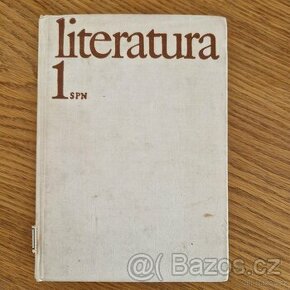 literatura
1 SPN
@ Bazos.cz